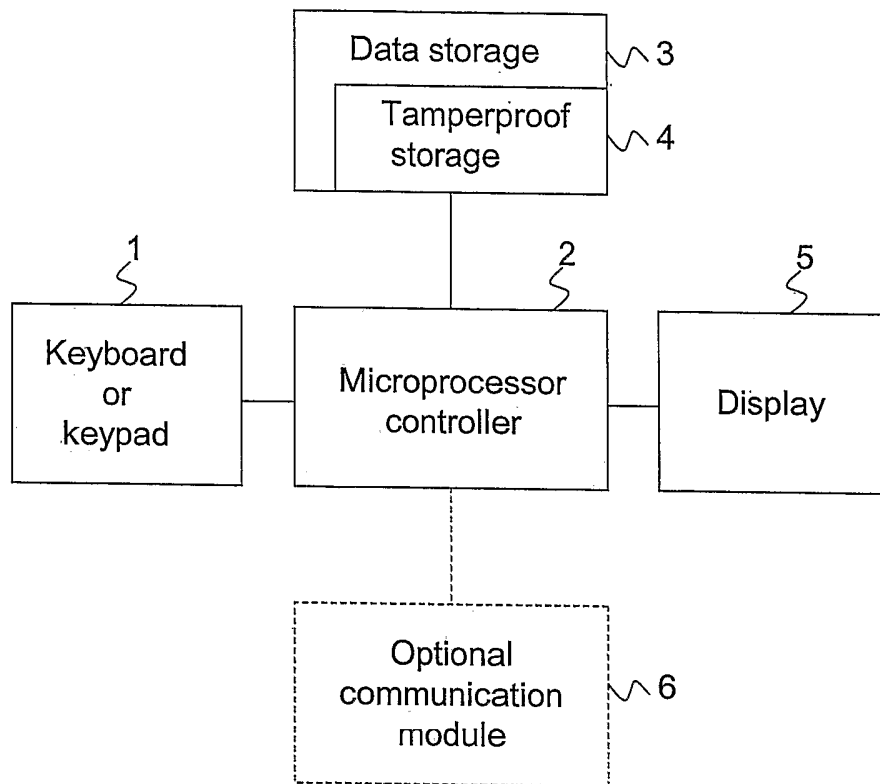 Data storage
3
Tamperproof
storage
4
1
2
5
Keyboard
or
keypad
Microprocessor
controller
Display
Optional
communication
module
6